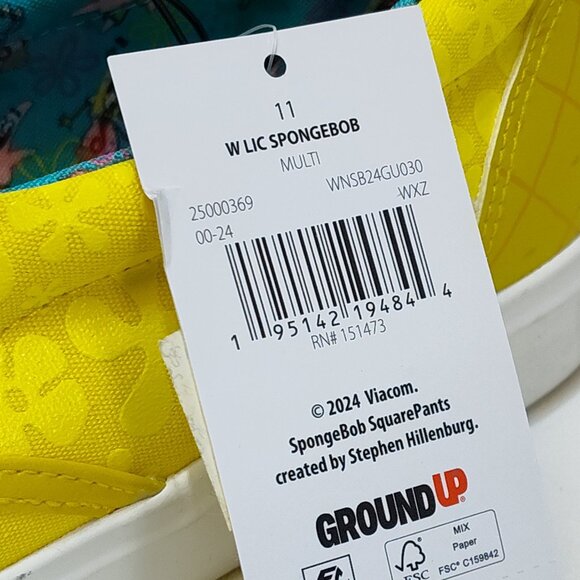 11
W LIC SPONGEBOB
MULTI
25000369 WNSB24GU030
00-24 -WXZ
1 95142 19484 4
RN# 151473
© 2024 Viacom.
SpongeBob SquarePants
created by Stephen Hillenburg.
GROUNDUP
MIX
Paper
FSC FSC® C159842